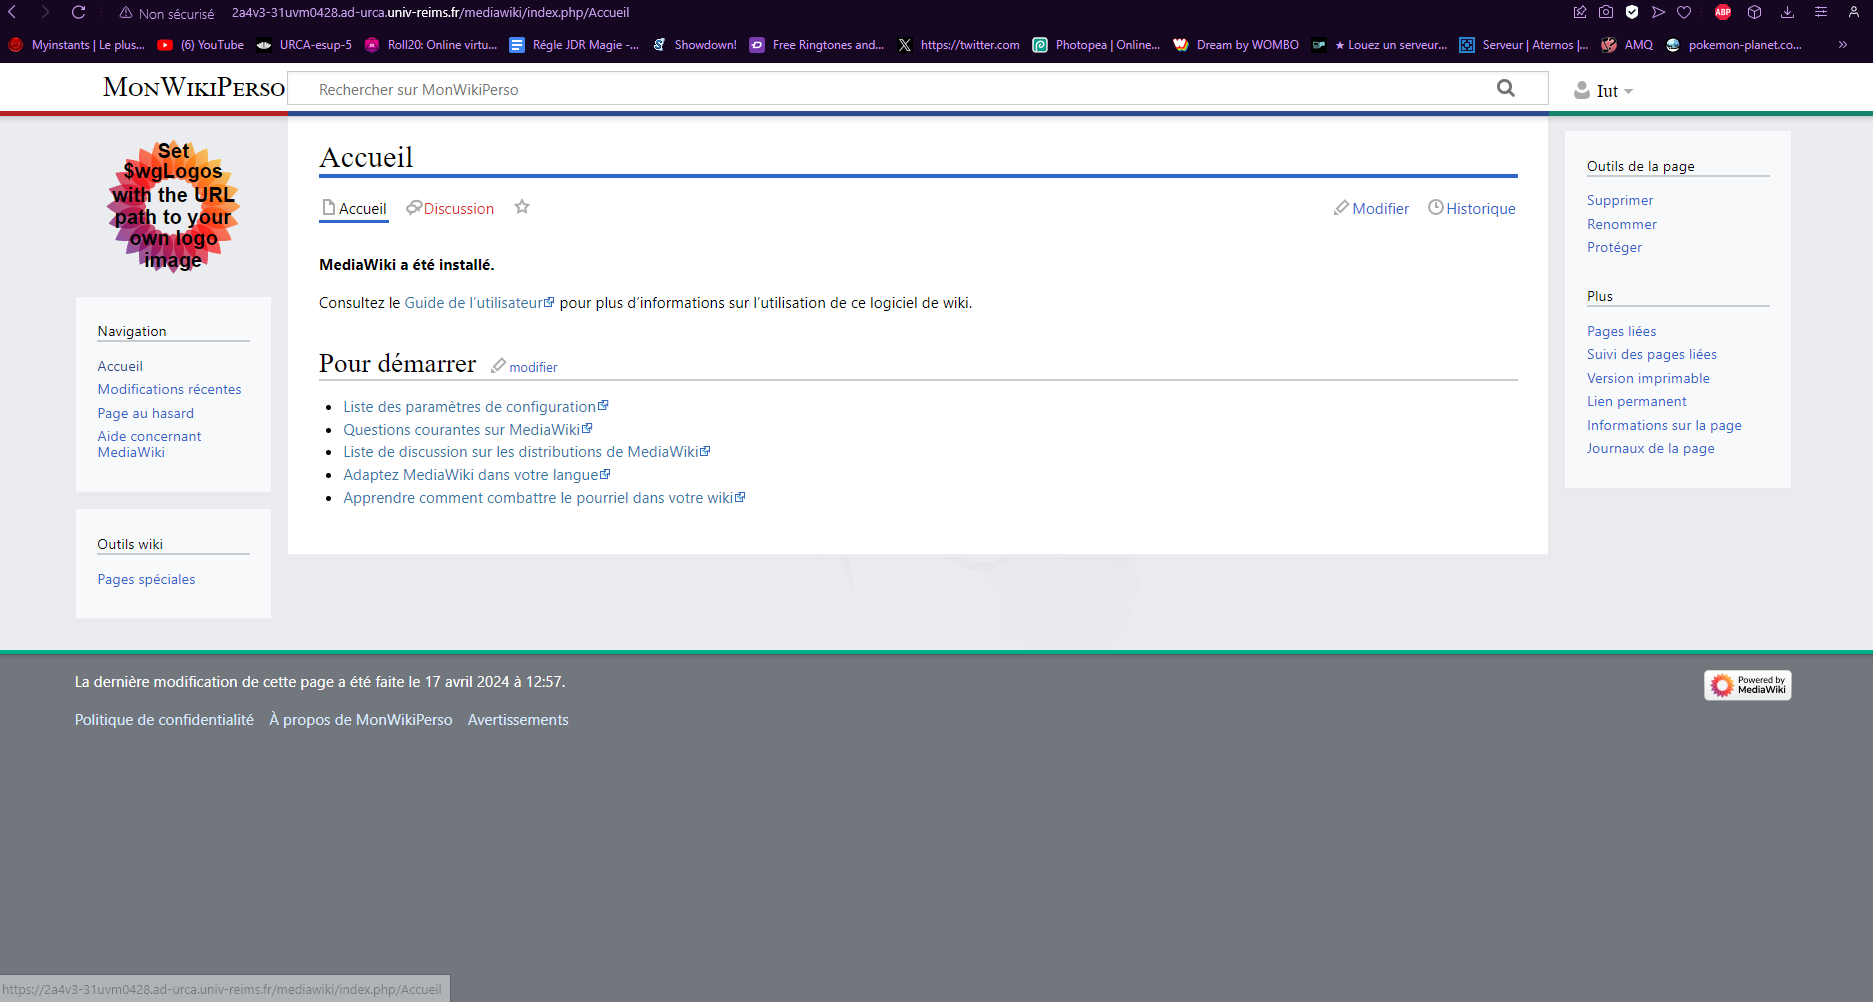 Non sécurisé 2a4v3-31uvm0428.ad-urca.univ-reims.fr/mediawiki/index.php/Accueil ABP
Myinstants | Le plus... (6) YouTube URCA-esup-5 Roll20: Online virtu... Régle JDR Magie -... Showdown! Free Ringtones and... https://twitter.com Photopea | Online... Dream by WOMBO ★ Louez un serveur... Serveur | Aternos |... AMQ pokemon-planet.co... »
MonWikiPerso Rechercher sur MonWikiPerso Iut
Set
$wgLogos
with the URL
path to your
own logo
image
Navigation
Accueil
Modifications récentes
Page au hasard
Aide concernant
MediaWiki
Outils wiki
Pages spéciales
Accueil
Accueil Discussion Modifier Historique
MediaWiki a été installé.
Consultez le Guide de l’utilisateur pour plus d’informations sur l’utilisation de ce logiciel de wiki.
Pour démarrer modifier
Liste des paramètres de configuration
Questions courantes sur MediaWiki
Liste de discussion sur les distributions de MediaWiki
Adaptez MediaWiki dans votre langue
Apprendre comment combattre le pourriel dans votre wiki
Outils de la page
Supprimer
Renommer
Protéger
Plus
Pages liées
Suivi des pages liées
Version imprimable
Lien permanent
Informations sur la page
Journaux de la page
La dernière modification de cette page a été faite le 17 avril 2024 à 12:57.
Politique de confidentialité À propos de MonWikiPerso Avertissements
Powered by
MediaWiki
https://2a4v3-31uvm0428.ad-urca.univ-reims.fr/mediawiki/index.php/Accueil